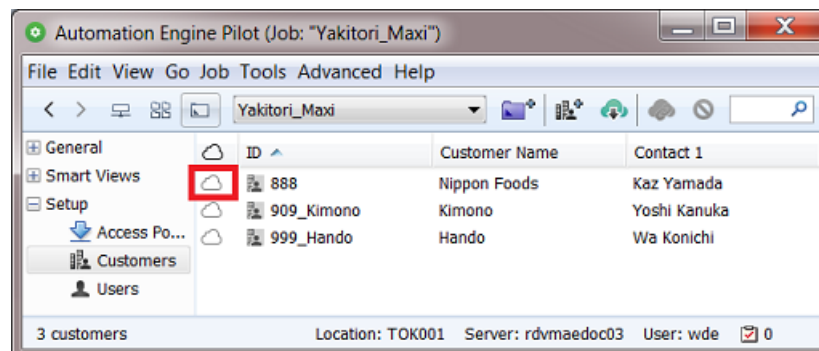 Automation Engine Pilot (Job: "Yakitori_Maxi")
File Edit View Go Job Tools Advanced Help
Yakitori_Maxi
General
Smart Views
Setup
Access Po...
Customers
Users
ID Customer Name Contact 1
888 Nippon Foods Kaz Yamada
909_Kimono Kimono Yoshi Kanuka
999_Hando Hando Wa Konichi
3 customers Location: TOK001 Server: rdvmaedoc03 User: wde 0